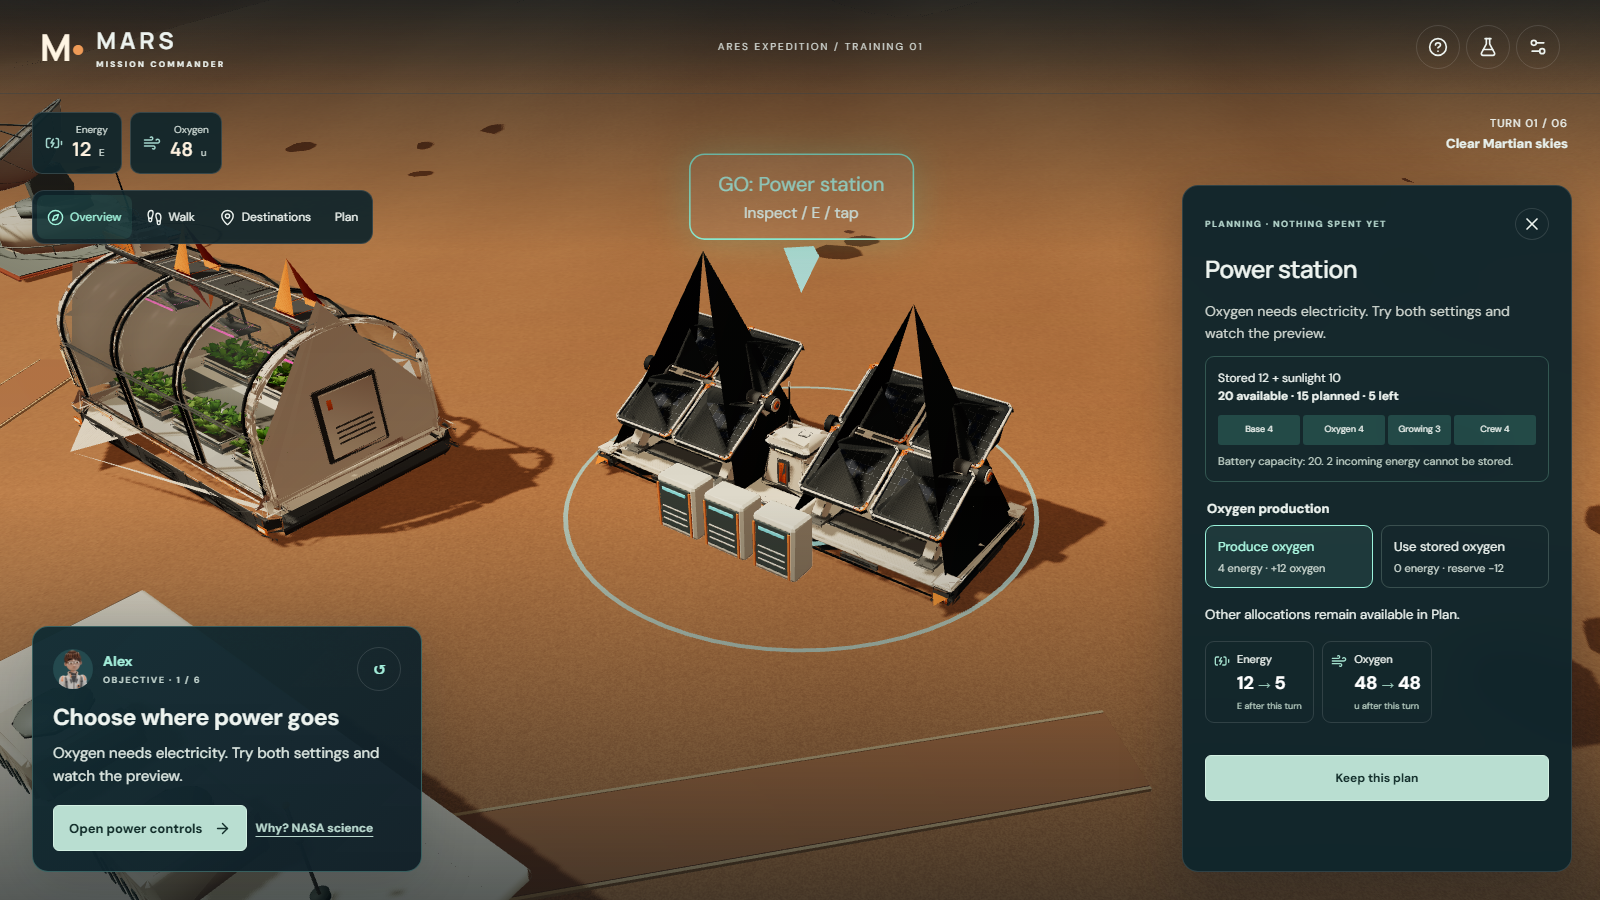 M
MARS
MISSION COMMANDER
ARES EXPEDITION / TRAINING 01
Energy
12 E
Oxygen
48 u
TURN 01 / 06
Clear Martian skies
Overview
Walk
Destinations
Plan
GO: Power station
Inspect / E / tap
PLANNING · NOTHING SPENT YET
Power station
Oxygen needs electricity. Try both settings and
watch the preview.
Stored 12 + sunlight 10
20 available · 15 planned · 5 left
Base 4
Oxygen 4
Growing 3
Crew 4
Battery capacity: 20. 2 incoming energy cannot be stored.
Oxygen production
Produce oxygen
4 energy · +12 oxygen
Use stored oxygen
0 energy · reserve −12
Other allocations remain available in Plan.
Energy
12 → 5
E after this turn
Oxygen
48 → 48
u after this turn
Keep this plan
Alex
OBJECTIVE · 1 / 6
Choose where power goes
Oxygen needs electricity. Try both settings and
watch the preview.
Open power controls →
Why? NASA science